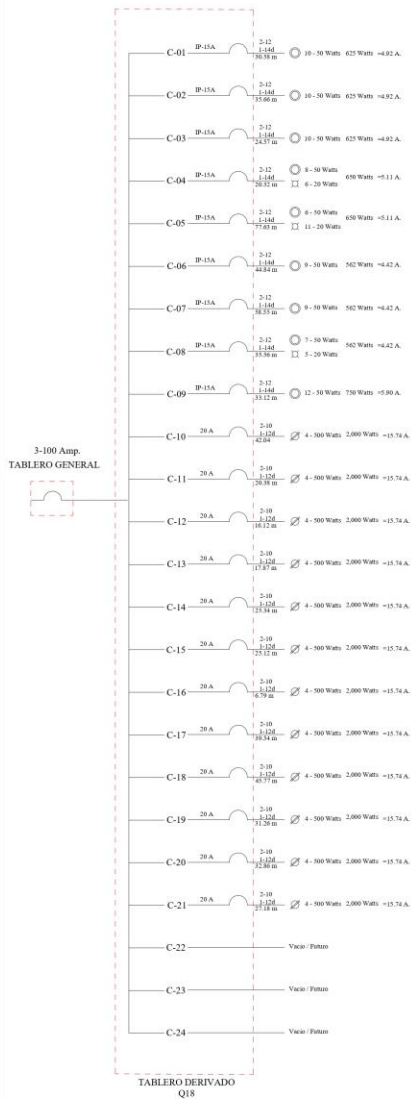 C-01 IP-15A 2-12
1-14d
30.58 m
10 - 50 Watts 625 Watts =4.92 A.
C-02 IP-15A 2-12
1-14d
35.66 m
10 - 50 Watts 625 Watts =4.92 A.
C-03 IP-15A 2-12
1-14d
24.57 m
10 - 50 Watts 625 Watts =4.92 A.
C-04 IP-15A 2-12
1-14d
20.32 m
8 - 50 Watts
6 - 20 Watts
650 Watts =5.11 A.
C-05 IP-15A 2-12
1-14d
77.63 m
6 - 50 Watts
11 - 20 Watts
650 Watts =5.11 A.
C-06 IP-15A 2-12
1-14d
44.84 m
9 - 50 Watts 562 Watts =4.42 A.
C-07 IP-15A 2-12
1-14d
9 - 50 Watts 562 Watts =4.42 A.
C-08 IP-15A 2-12
1-14d
35.36 m
7 - 50 Watts
5 - 20 Watts
562 Watts =4.42 A.
C-09 IP-15A 2-12
1-14d
33.12 m
12 - 50 Watts 750 Watts =5.90 A.
C-10 20 A 2-10
1-12d
42.04
4 - 500 Watts 2,000 Watts =15.74 A.
3-100 Amp.
TABLERO GENERAL
C-11 20 A 2-10
1-12d
20.38 m
4 - 500 Watts 2,000 Watts =15.74 A.
C-12 20 A 2-10
1-12d
16.12 m
4 - 500 Watts 2,000 Watts =15.74 A.
C-13 20 A 2-10
1-12d
17.87 m
4 - 500 Watts 2,000 Watts =15.74 A.
C-14 20 A 2-10
1-12d
25.34 m
4 - 500 Watts 2,000 Watts =15.74 A.
C-15 20 A 2-10
1-12d
25.12 m
4 - 500 Watts 2,000 Watts =15.74 A.
C-16 20 A 2-10
1-12d
6.79 m
4 - 500 Watts 2,000 Watts =15.74 A.
C-17 20 A 2-10
1-12d
4 - 500 Watts 2,000 Watts =15.74 A.
C-18 20 A 2-10
1-12d
45.77 m
4 - 500 Watts 2,000 Watts =15.74 A.
C-19 20 A 2-10
1-12d
31.26 m
4 - 500 Watts 2,000 Watts =15.74 A.
C-20 20 A 2-10
1-12d
32.86 m
4 - 500 Watts 2,000 Watts =15.74 A.
C-21 20 A 2-10
1-12d
27.18 m
4 - 500 Watts 2,000 Watts =15.74 A.
C-22 Vacio / Futuro
C-23 Vacio / Futuro
C-24 Vacio / Futuro
TABLERO DERIVADO
Q18